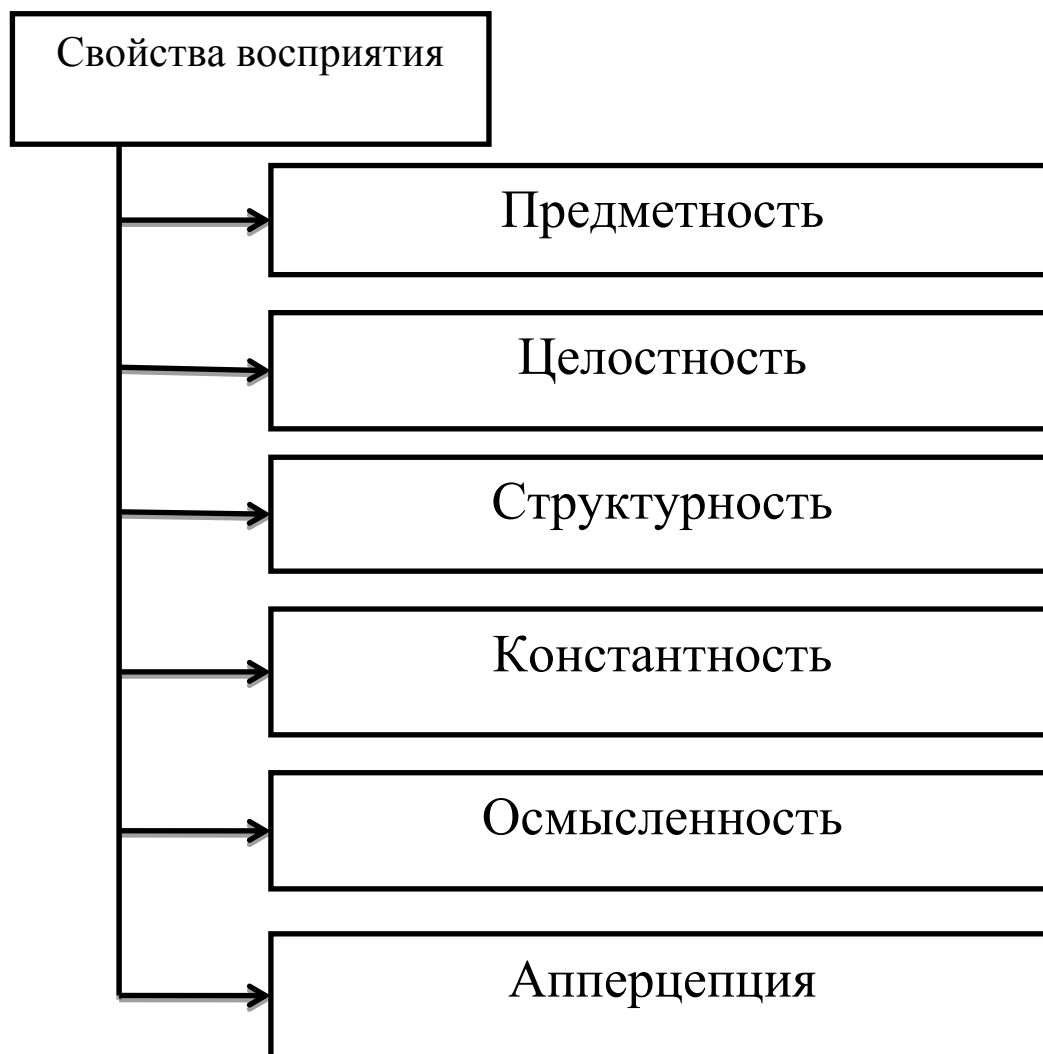 Свойства восприятия
Предметность
Целостность
Структурность
Константность
Осмысленность
Апперцепция